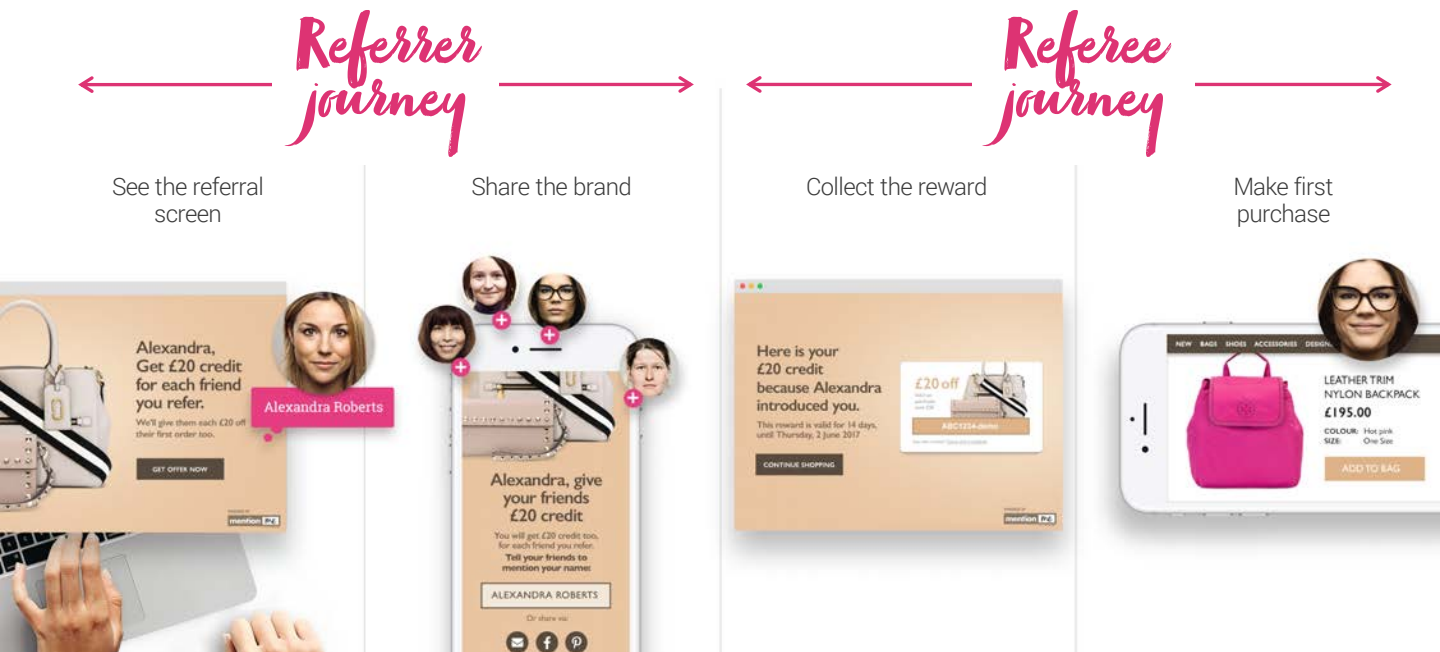 Referrer
journey
Referee
journey
See the referral
screen
Share the brand
Collect the reward
Make first
purchase
Alexandra,
Get £20 credit
for each friend
you refer.
We'll give them each £20 off
their first order too.
GET OFFER NOW
mention me
Alexandra Roberts
Alexandra, give
your friends
£20 credit
You will get £20 credit too,
for each friend you refer.
Tell your friends to
mention your name:
ALEXANDRA ROBERTS
Or share via:
Here is your
£20 credit
because Alexandra
introduced you.
This reward is valid for 14 days,
until Thursday, 2 June 2017
CONTINUE SHOPPING
£20 off
ABC1234-demo
mention me
NEW BAGS SHOES ACCESSORIES DESIGN
LEATHER TRIM
NYLON BACKPACK
£195.00
COLOUR: Hot pink
SIZE: One Size
ADD TO BAG